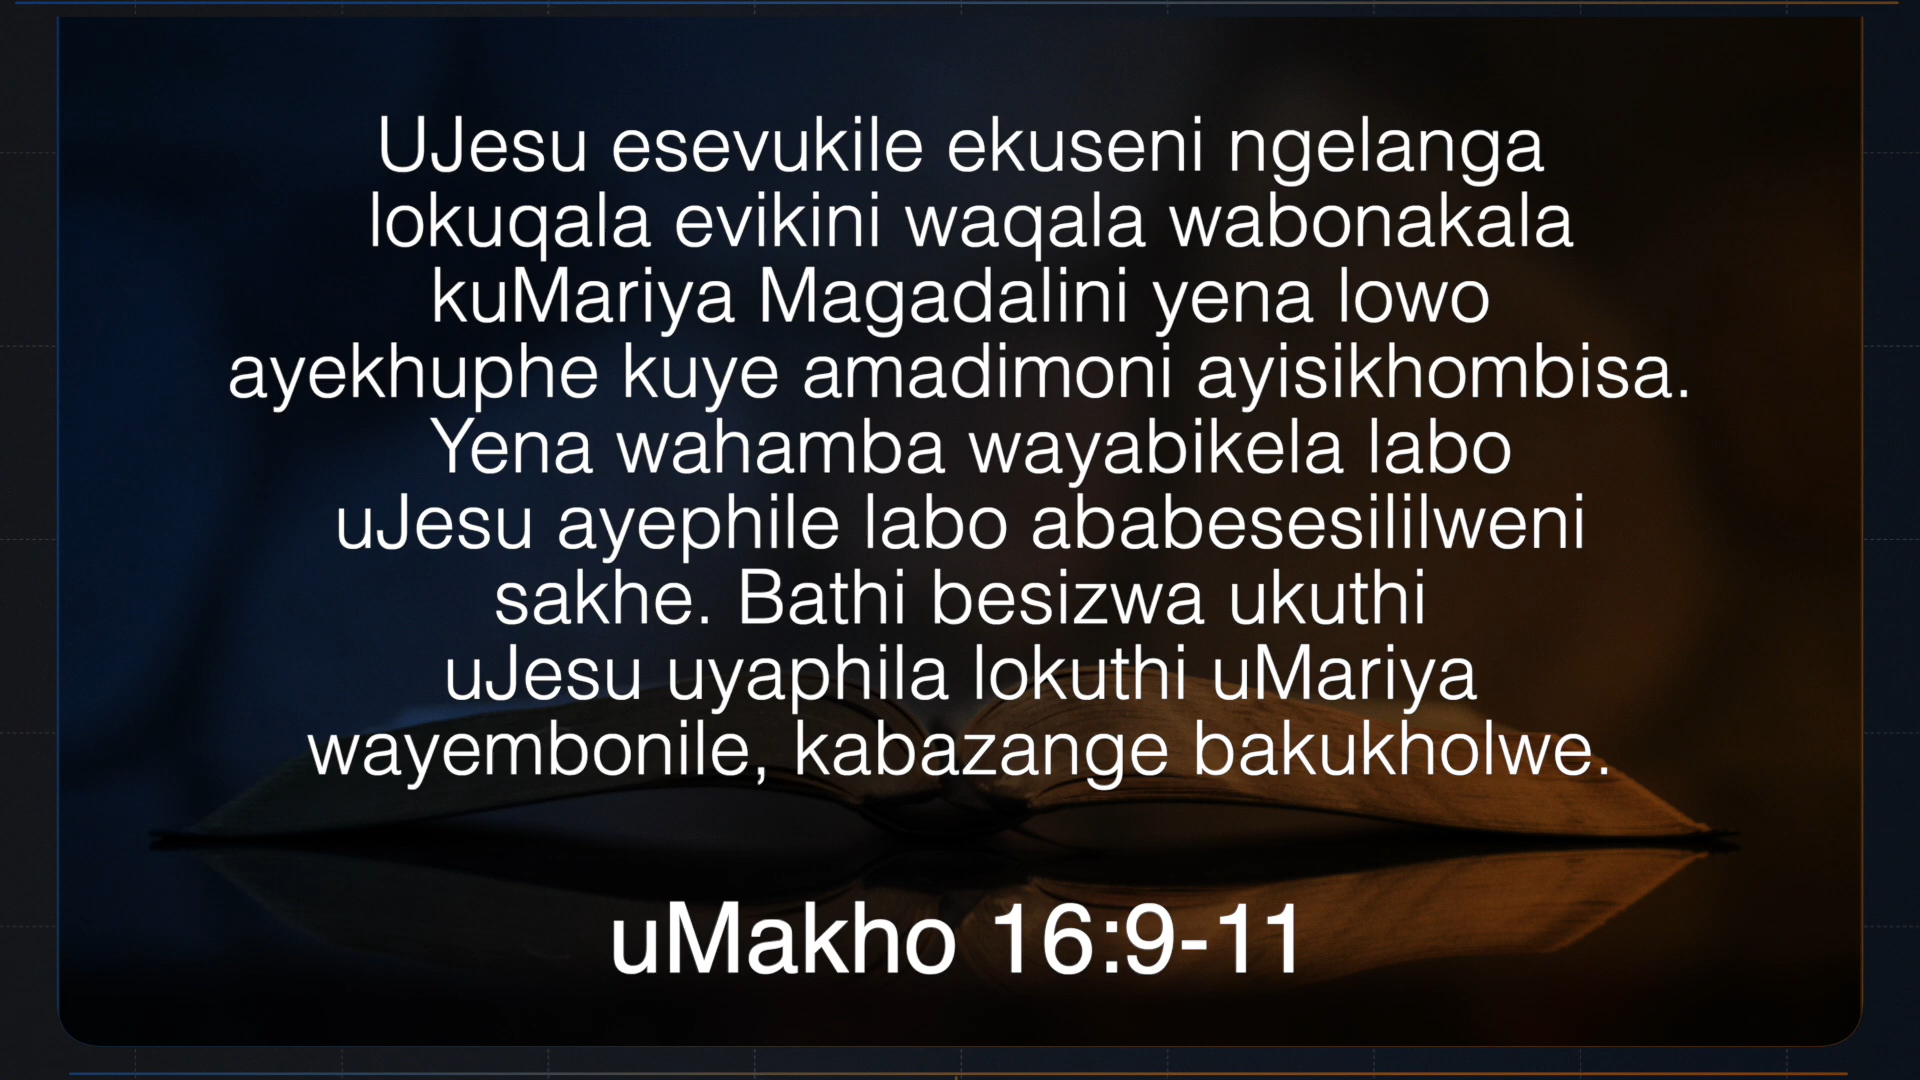 UJesu esevukile ekuseni ngelanga
lokuqala evikini waqala wabonakala
kuMariya Magadalini yena lowo
ayekhuphe kuye amadimoni ayisikhombisa.
Yena wahamba wayabikela labo
uJesu ayephile labo ababesesililweni
sakhe. Bathi besizwa ukuthi
uJesu uyaphila lokuthi uMariya
wayembonile, kabazange bakukholwe.
uMakho 16:9-11